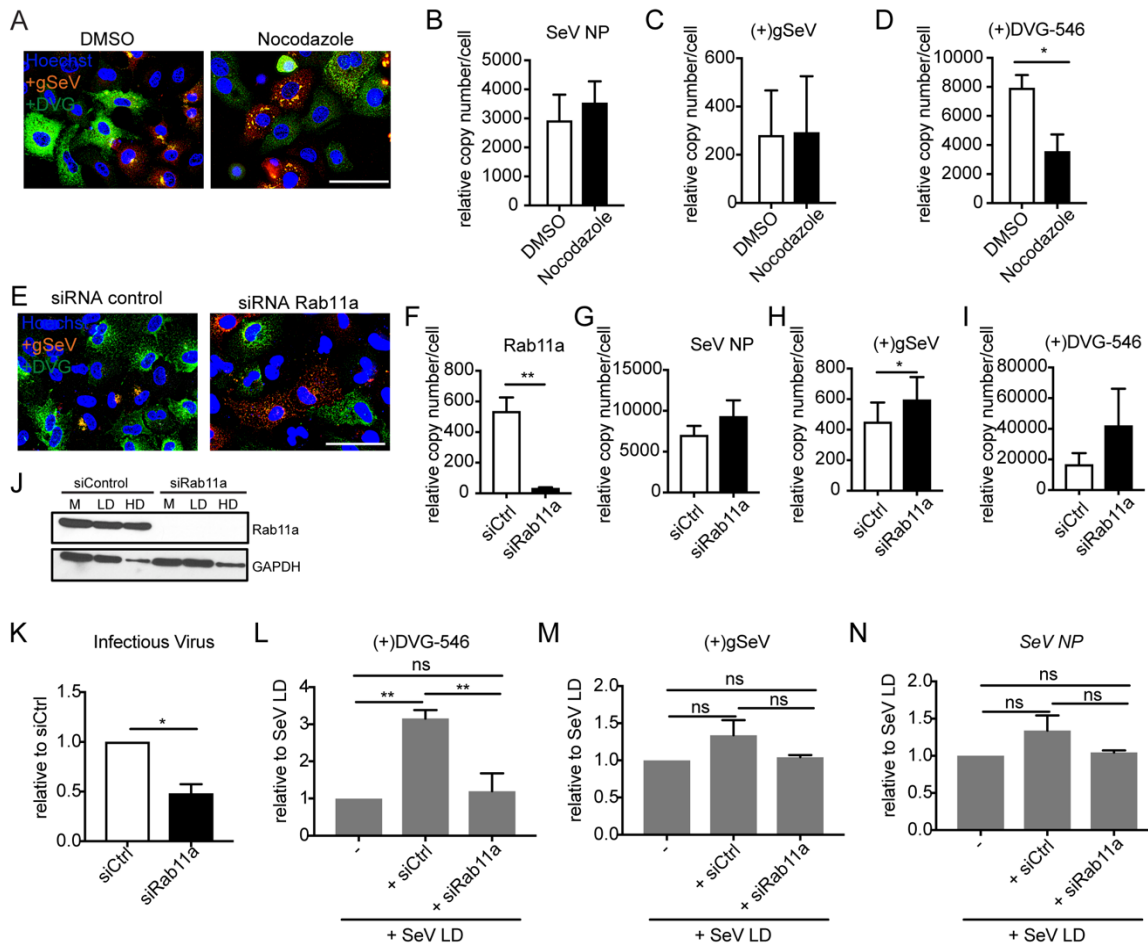 A
DMSO
Nocodazole
Hoechst
+gSeV
+DVG
B
SeV NP
relative copy number/cell
5000
4000
3000
2000
1000
0
DMSO
Nocodazole
C
(+)gSeV
relative copy number/cell
800
600
400
200
0
DMSO
Nocodazole
D
(+)DVG-546
*
relative copy number/cell
10000
8000
6000
4000
2000
0
DMSO
Nocodazole
E
siRNA control
siRNA Rab11a
Hoechst
+gSeV
+DVG
F
Rab11a
**
relative copy number/cell
800
600
400
200
0
siCtrl
siRab11a
G
SeV NP
relative copy number/cell
15000
10000
5000
0
siCtrl
siRab11a
H
(+)gSeV
*
relative copy number/cell
800
600
400
200
0
siCtrl
siRab11a
I
(+)DVG-546
relative copy number/cell
80000
60000
40000
20000
0
siCtrl
siRab11a
J
siControl siRab11a
M LD HD M LD HD
Rab11a
GAPDH
K
Infectious Virus
*
relative to siCtrl
1.5
1.0
0.5
0.0
siCtrl
siRab11a
L
(+)DVG-546
ns
** **
relative to SeV LD
4
3
2
1
0
-
+ siCtrl
+ siRab11a
+ SeV LD
M
(+)gSeV
ns
ns ns
relative to SeV LD
2.0
1.5
1.0
0.5
0.0
-
+ siCtrl
+ siRab11a
+ SeV LD
N
SeV NP
ns
ns ns
relative to SeV LD
2.0
1.5
1.0
0.5
0.0
-
+ siCtrl
+ siRab11a
+ SeV LD